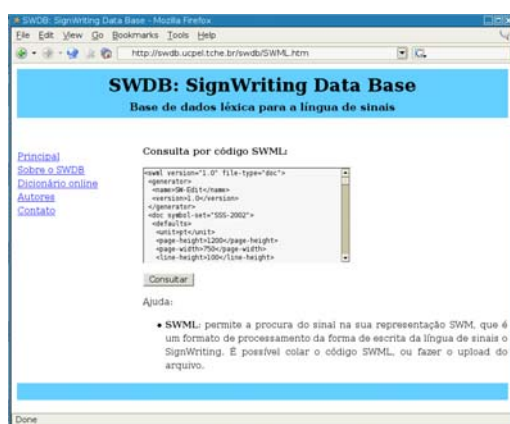 SWDB: SignWriting Data Base - Mozilla Firefox
File Edit View Go Bookmarks Tools Help
http://swdb.ucpel.tche.br/swdb/SWML.htm
SWDB: SignWriting Data Base
Base de dados léxica para a língua de sinais
Principal
Sobre o SWDB
Dicionário online
Autores
Contato
Consulta por código SWML:
<swml version="1.0" file-type="doc">
<generator>
<name>SW-Edit</name>
<version>1.0</version>
</generator>
<doc symbol-set="SSS-2002">
<defaults>
<unit>pt</unit>
<page-height>1200</page-height>
<page-width>750</page-width>
<line-height>100</line-height>
Consultar
Ajuda:
• SWML: permite a procura do sinal na sua representação SWM, que é
um formato de processamento da forma de escrita da língua de sinais o
SignWriting. É possível colar o código SWML, ou fazer o upload do
arquivo.
Done